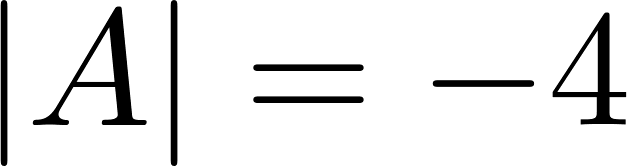 |A| = −4